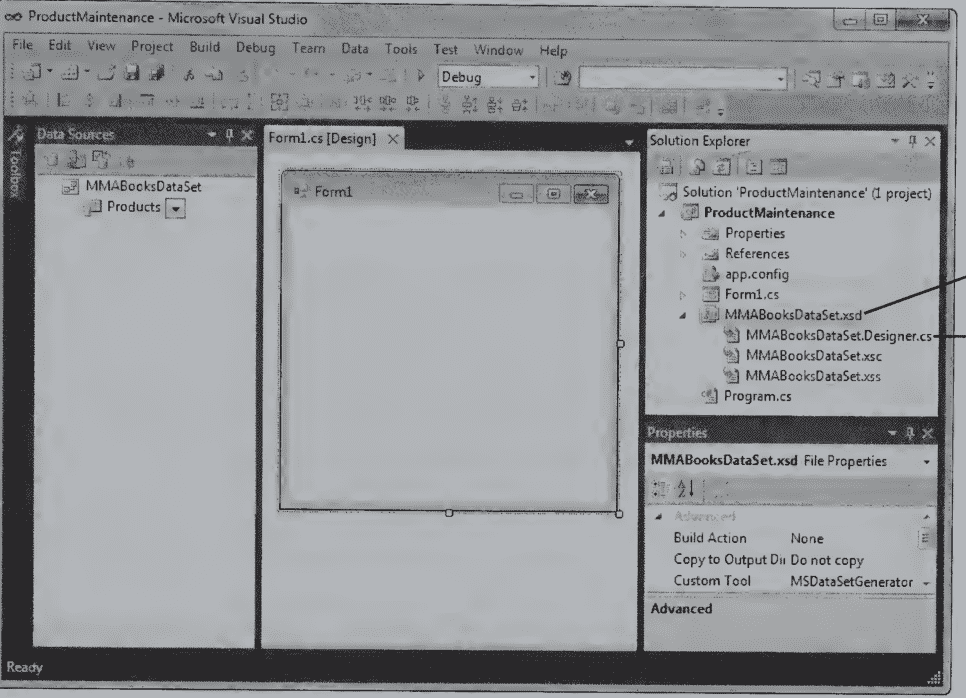 ProductMaintenance - Microsoft Visual Studio
File Edit View Project Build Debug Team Data Tools Test Window Help
Debug
Toolbox
Data Sources
MMABooksDataSet
Products
Form1.cs [Design]
Form1
Solution Explorer
Solution 'ProductMaintenance' (1 project)
ProductMaintenance
Properties
References
app.config
Form1.cs
MMABooksDataSet.xsd
MMABooksDataSet.Designer.cs
MMABooksDataSet.xsc
MMABooksDataSet.xss
Program.cs
Properties
MMABooksDataSet.xsd File Properties
Advanced
Build Action None
Copy to Output Di Do not copy
Custom Tool MSDataSetGenerator
Advanced
Ready